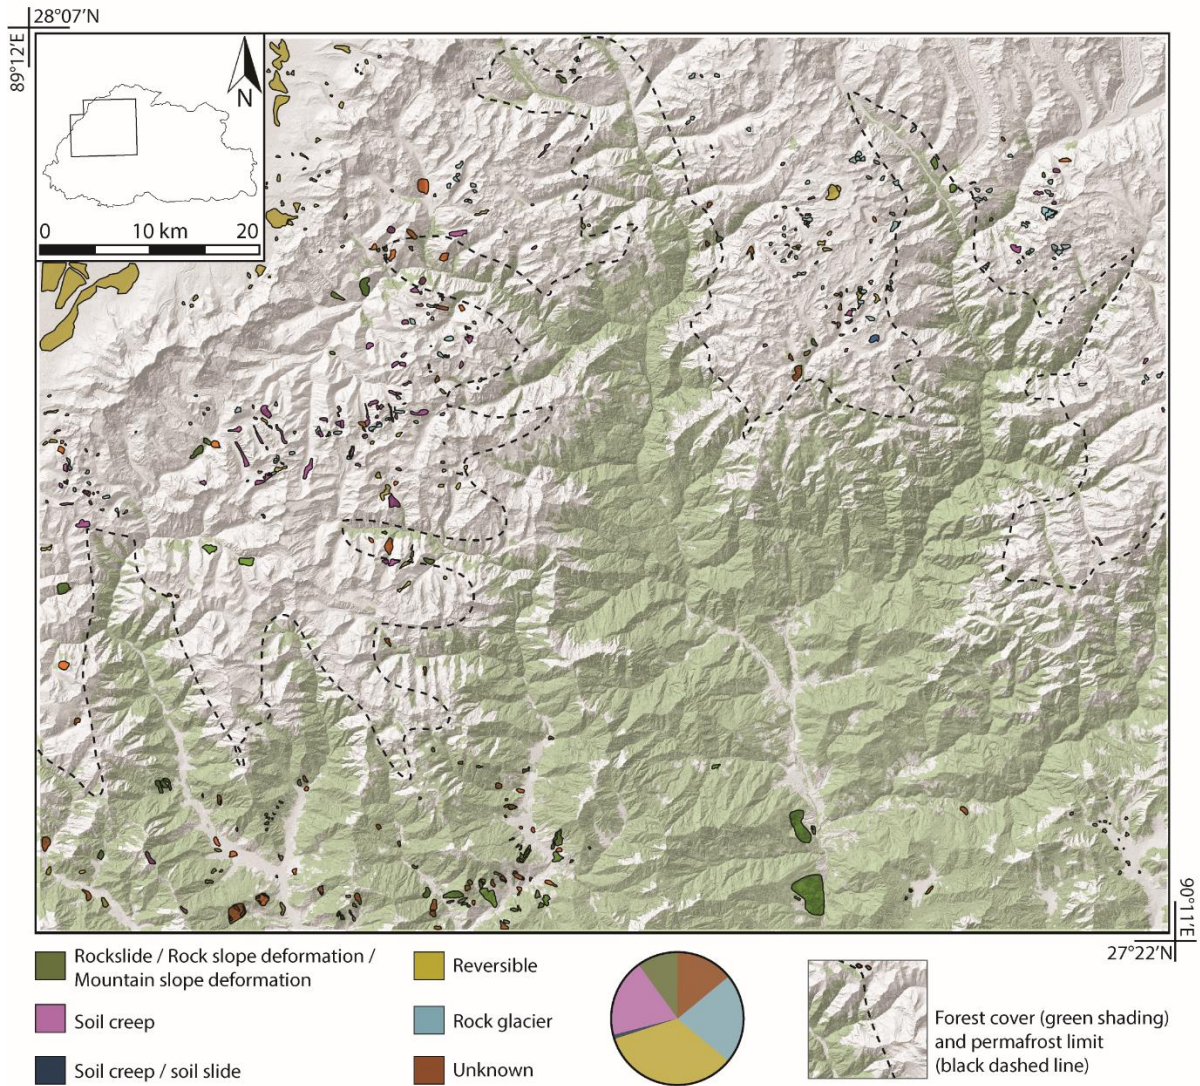 28°07′N
89°12′E
N
0 10 km 20
90°11′E
27°22′N
Rockslide / Rock slope deformation /
Mountain slope deformation
Soil creep
Soil creep / soil slide
Reversible
Rock glacier
Unknown
Forest cover (green shading)
and permafrost limit
(black dashed line)